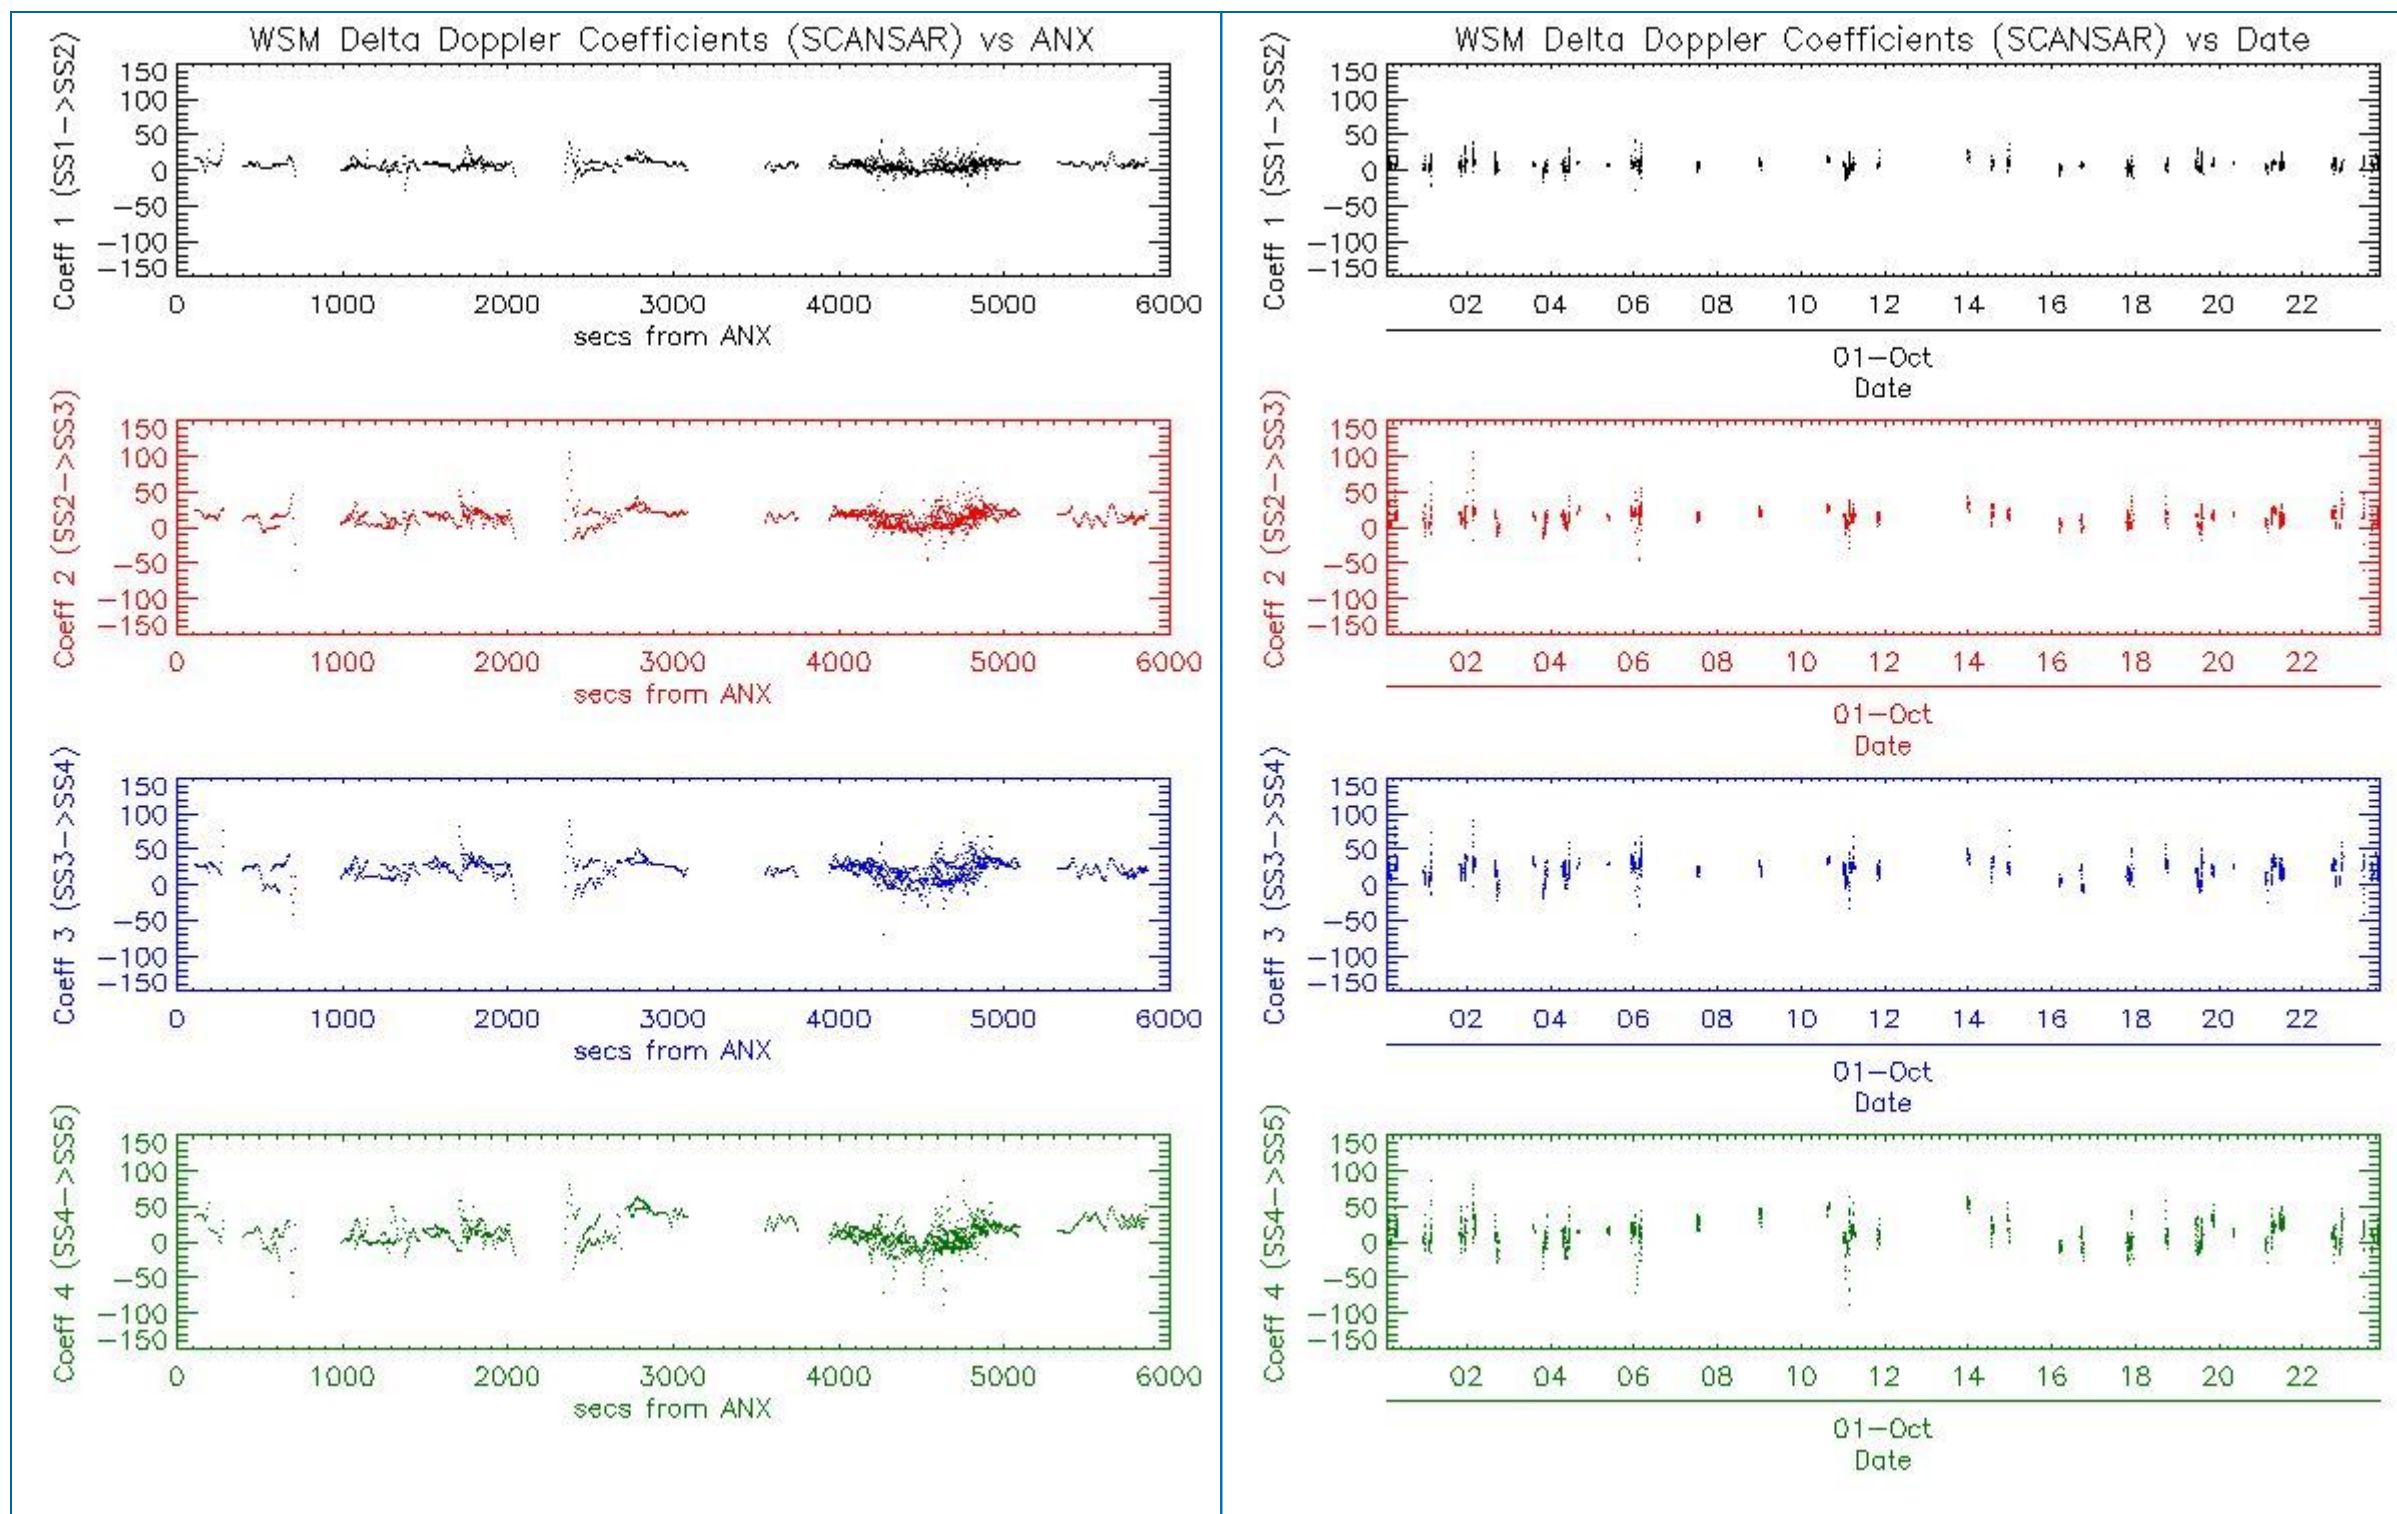 WSM Delta Doppler Coefficients (SCANSAR) vs ANX
Coeff 1 (SS1->SS2)
150
100
50
0
-50
-100
-150
0 1000 2000 3000 4000 5000 6000
secs from ANX
Coeff 2 (SS2->SS3)
150
100
50
0
-50
-100
-150
0 1000 2000 3000 4000 5000 6000
secs from ANX
Coeff 3 (SS3->SS4)
150
100
50
0
-50
-100
-150
0 1000 2000 3000 4000 5000 6000
secs from ANX
Coeff 4 (SS4->SS5)
150
100
50
0
-50
-100
-150
0 1000 2000 3000 4000 5000 6000
secs from ANX
WSM Delta Doppler Coefficients (SCANSAR) vs Date
Coeff 1 (SS1->SS2)
150
100
50
0
-50
-100
-150
02 04 06 08 10 12 14 16 18 20 22
01-Oct
Date
Coeff 2 (SS2->SS3)
150
100
50
0
-50
-100
-150
02 04 06 08 10 12 14 16 18 20 22
01-Oct
Date
Coeff 3 (SS3->SS4)
150
100
50
0
-50
-100
-150
02 04 06 08 10 12 14 16 18 20 22
01-Oct
Date
Coeff 4 (SS4->SS5)
150
100
50
0
-50
-100
-150
02 04 06 08 10 12 14 16 18 20 22
01-Oct
Date